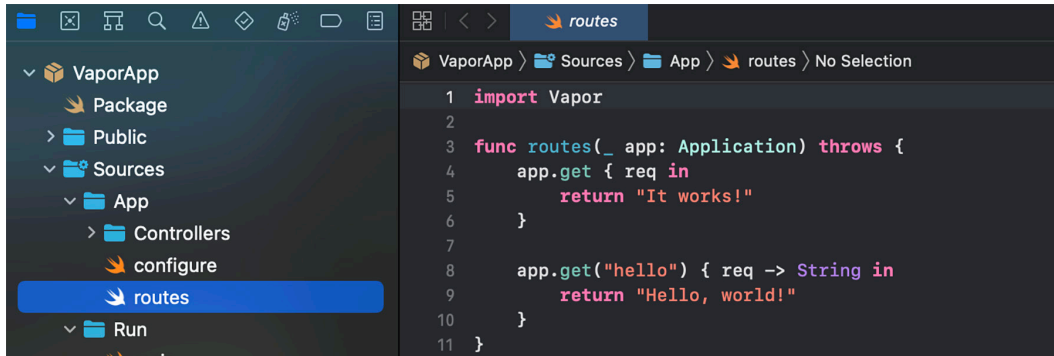 routes
VaporApp
Package
Public
Sources
App
Controllers
configure
routes
Run
VaporApp 〉 Sources 〉 App 〉 routes 〉 No Selection
1 import Vapor
2
3 func routes(_ app: Application) throws {
4     app.get { req in
5         return "It works!"
6     }
7
8     app.get("hello") { req -> String in
9         return "Hello, world!"
10     }
11 }